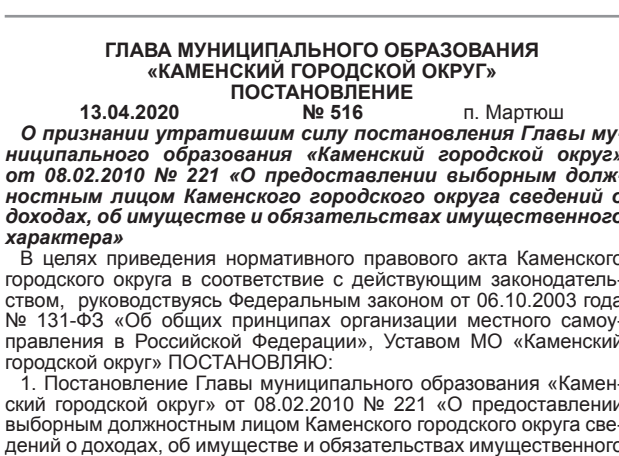 ГЛАВА МУНИЦИПАЛЬНОГО ОБРАЗОВАНИЯ
«КАМЕНСКИЙ ГОРОДСКОЙ ОКРУГ»
ПОСТАНОВЛЕНИЕ
13.04.2020 № 516 п. Мартюш
О признании утратившим силу постановления Главы му-
ниципального образования «Каменский городской округ»
от 08.02.2010 № 221 «О предоставлении выборным долж-
ностным лицом Каменского городского округа сведений о
доходах, об имуществе и обязательствах имущественного
характера»
В целях приведения нормативного правового акта Каменского
городского округа в соответствие с действующим законодатель-
ством, руководствуясь Федеральным законом от 06.10.2003 года
№ 131-ФЗ «Об общих принципах организации местного самоу-
правления в Российской Федерации», Уставом МО «Каменский
городской округ» ПОСТАНОВЛЯЮ:
1. Постановление Главы муниципального образования «Камен-
ский городской округ» от 08.02.2010 № 221 «О предоставлении
выборным должностным лицом Каменского городского округа све-
дений о доходах, об имуществе и обязательствах имущественного